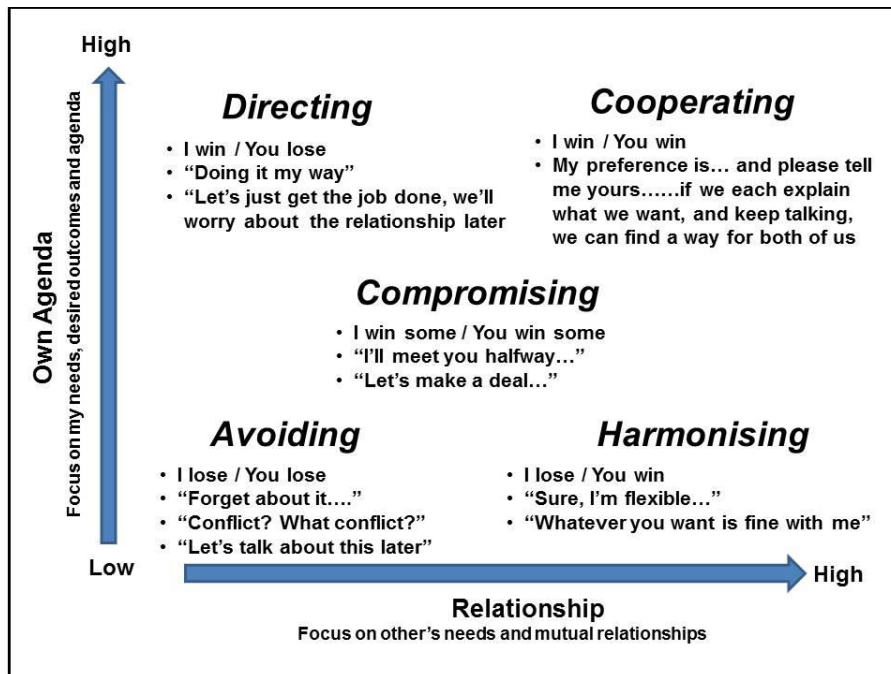 High
Directing
• I win / You lose
• “Doing it my way”
• “Let’s just get the job done, we’ll
worry about the relationship later
Cooperating
• I win / You win
• My preference is… and please tell
me yours……if we each explain
what we want, and keep talking,
we can find a way for both of us
Own Agenda
Focus on my needs, desired outcomes and agenda
Compromising
• I win some / You win some
• “I’ll meet you halfway…”
• “Let’s make a deal…”
Avoiding
• I lose / You lose
• “Forget about it….”
• “Conflict? What conflict?”
• “Let’s talk about this later”
Harmonising
• I lose / You win
• “Sure, I’m flexible…”
• “Whatever you want is fine with me”
Low
High
Relationship
Focus on other’s needs and mutual relationships